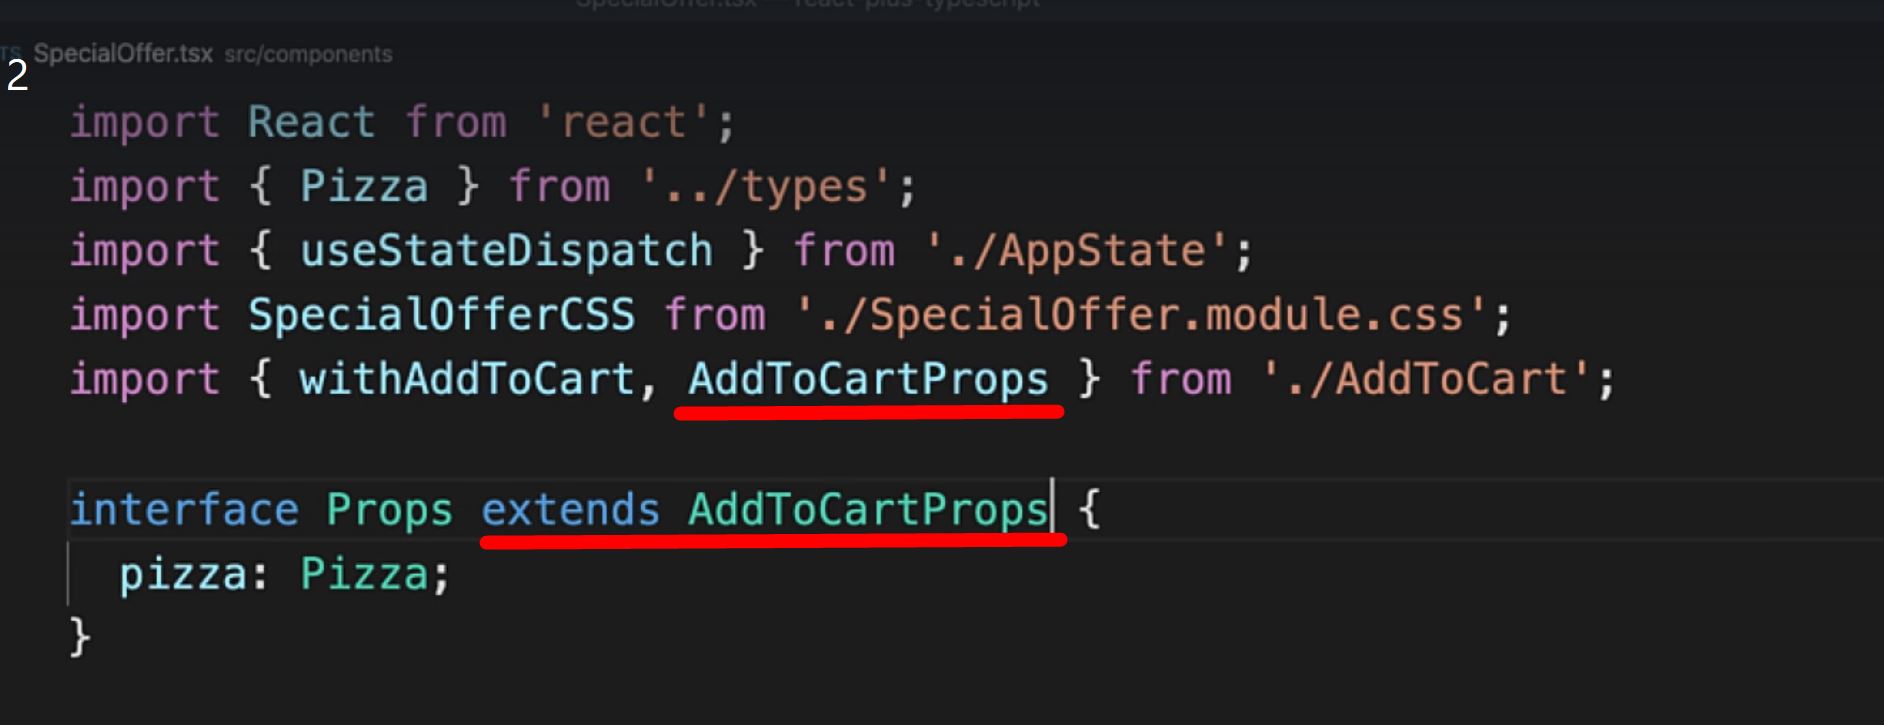 SpecialOffer.tsx — react-plus-typescript
TS SpecialOffer.tsx src/components
2
import React from 'react';
import { Pizza } from '../types';
import { useStateDispatch } from './AppState';
import SpecialOfferCSS from './SpecialOffer.module.css';
import { withAddToCart, AddToCartProps } from './AddToCart';
interface Props extends AddToCartProps {
pizza: Pizza;
}